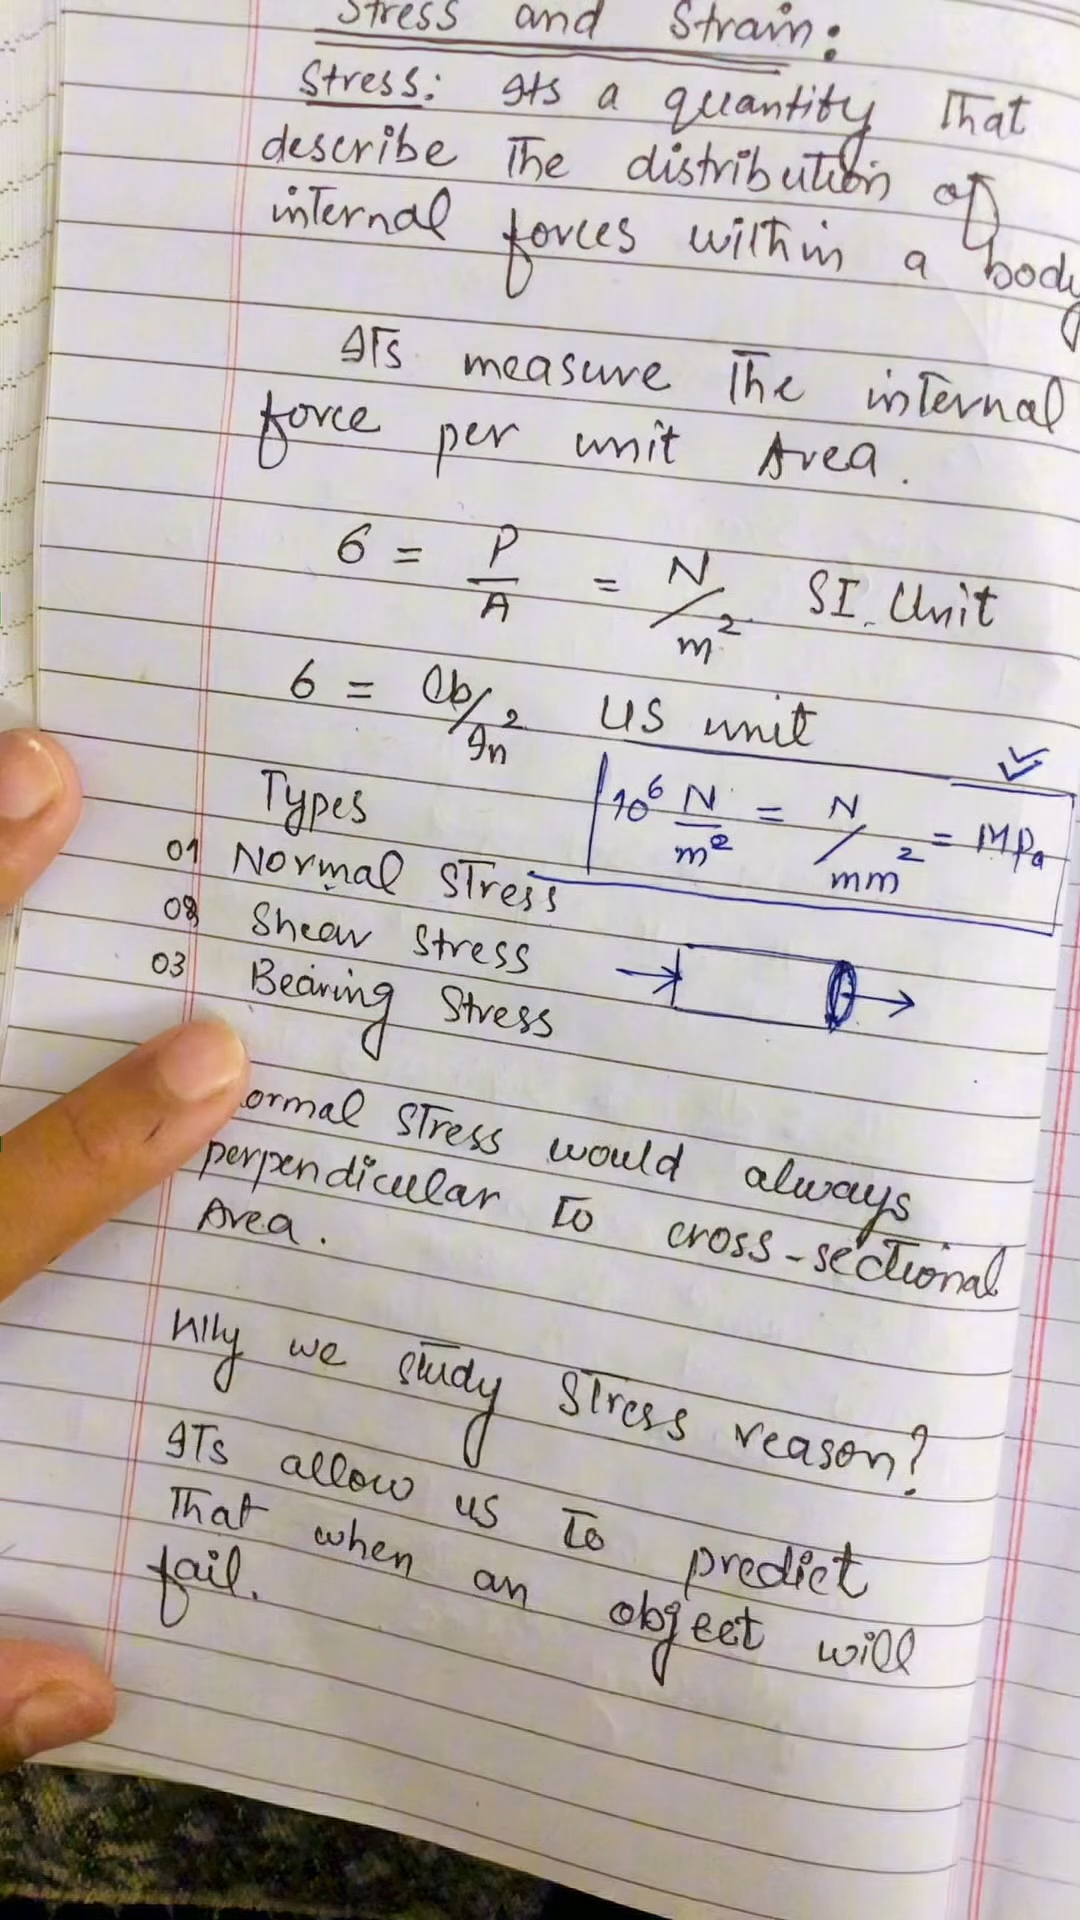 Stress and Strain:
Stress: Its a quantity That
describe The distribution of
internal forces within a body
ITs measure The internal
force per unit Area.
6 = P/A = N/m² SI Unit
6 = lb/In² US unit
10⁶ N/m² = N/mm² = MPa
Types
01 Normal STress
02 Shear Stress
03 Bearing Stress
ormal STress would always
perpendicular To cross-sectional
Area.
Why we study STress reason?
ITs allow us To predict
That when an object will
fail.